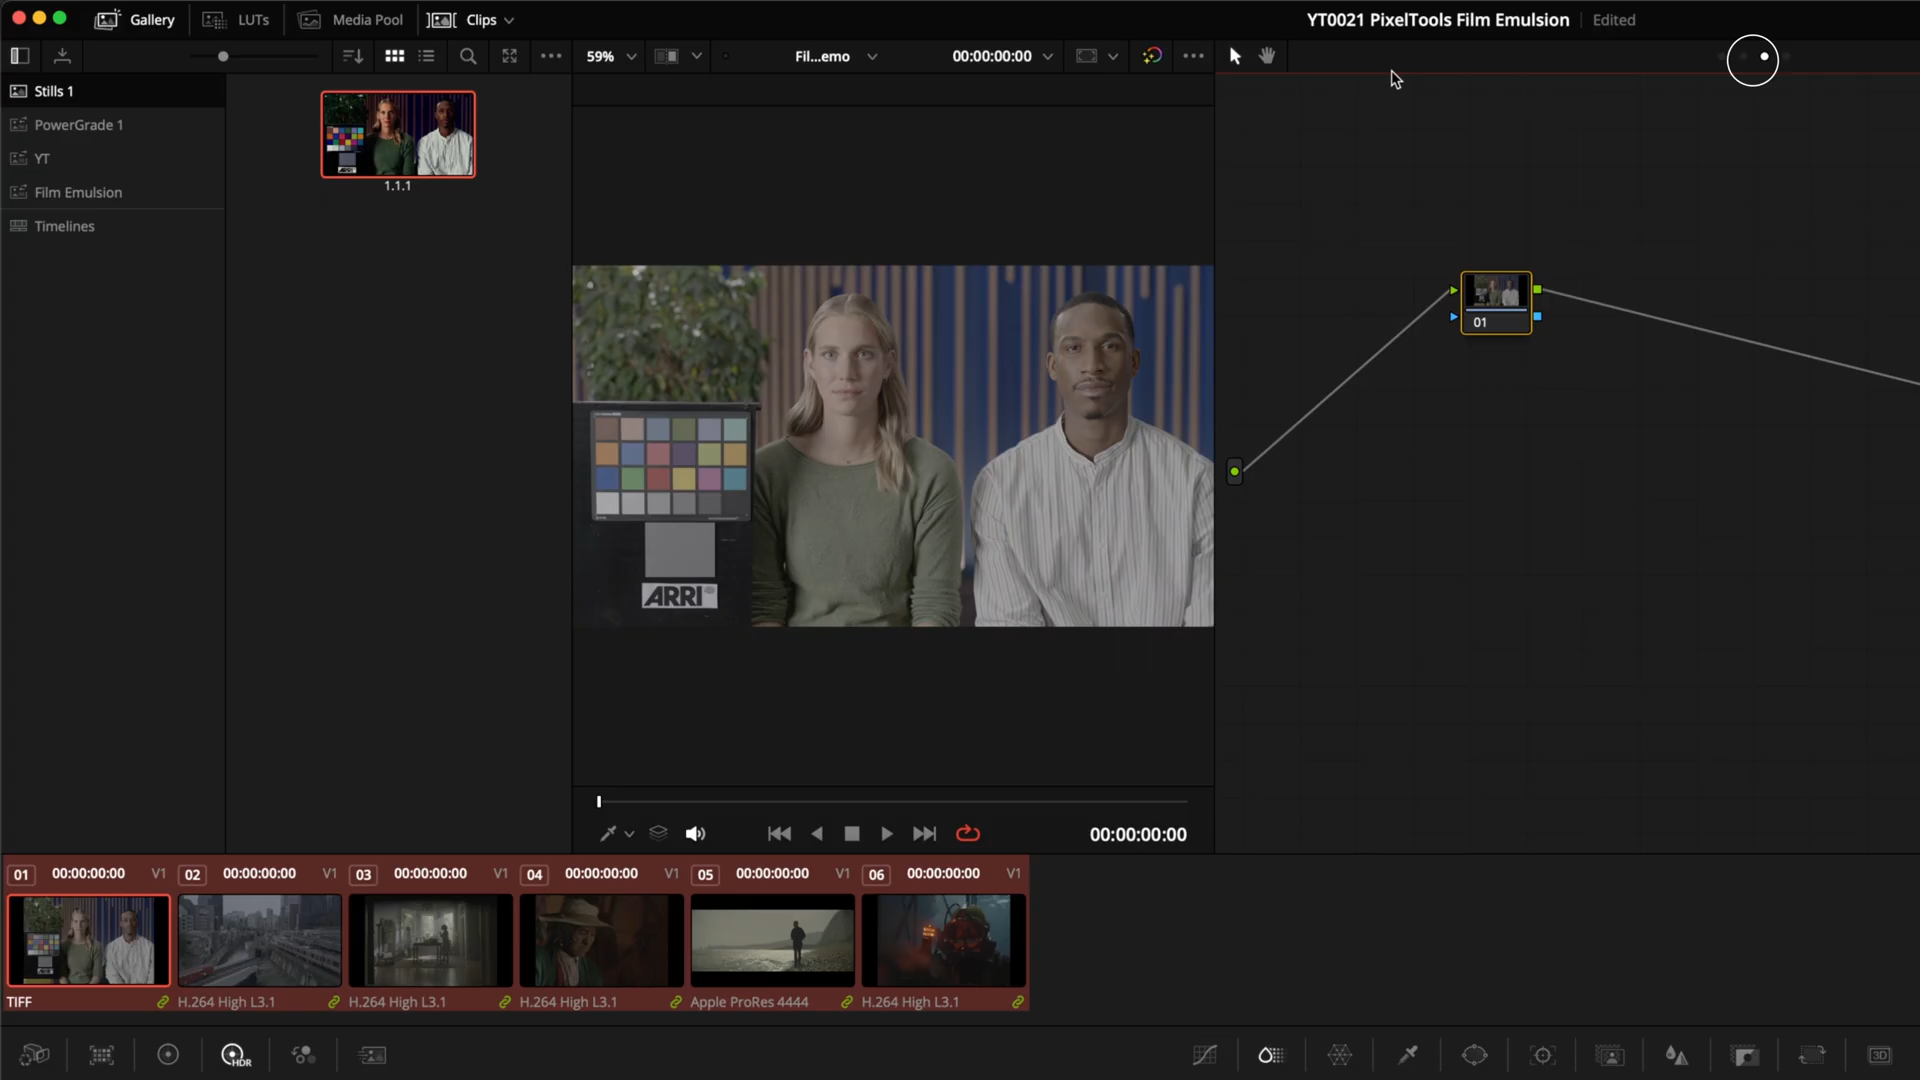 Gallery
LUTs
Media Pool
Clips
YT0021 PixelTools Film Emulsion
Edited
59%
Fil...emo
00:00:00:00
Stills 1
PowerGrade 1
YT
Film Emulsion
Timelines
1.1.1
01
ARRI
00:00:00:00
01 00:00:00:00 V1
02 00:00:00:00 V1
03 00:00:00:00 V1
04 00:00:00:00 V1
05 00:00:00:00 V1
06 00:00:00:00 V1
TIFF
H.264 High L3.1
H.264 High L3.1
H.264 High L3.1
Apple ProRes 4444
H.264 High L3.1
HDR
3D